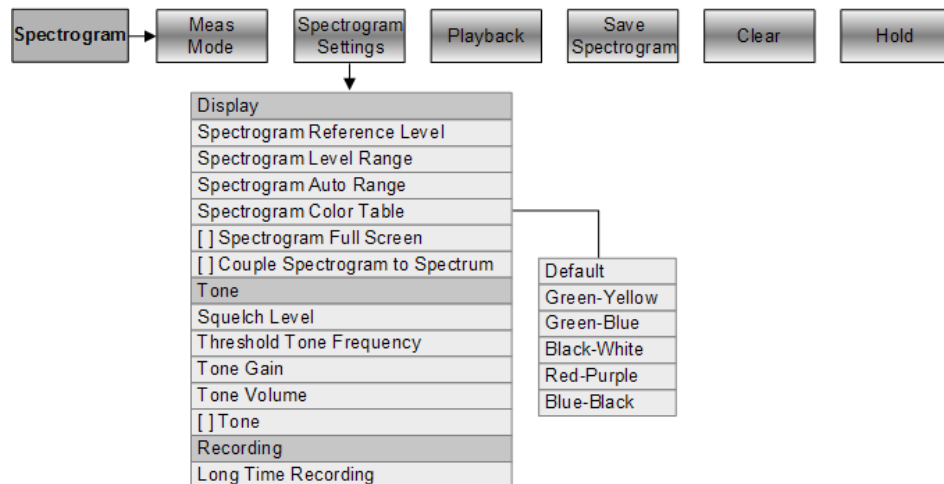 Spectrogram
Meas
Mode
Spectrogram
Settings
Playback
Save
Spectrogram
Clear
Hold
Display
Spectrogram Reference Level
Spectrogram Level Range
Spectrogram Auto Range
Spectrogram Color Table
[ ] Spectrogram Full Screen
[ ] Couple Spectrogram to Spectrum
Tone
Squelch Level
Threshold Tone Frequency
Tone Gain
Tone Volume
[ ] Tone
Recording
Long Time Recording
Default
Green-Yellow
Green-Blue
Black-White
Red-Purple
Blue-Black